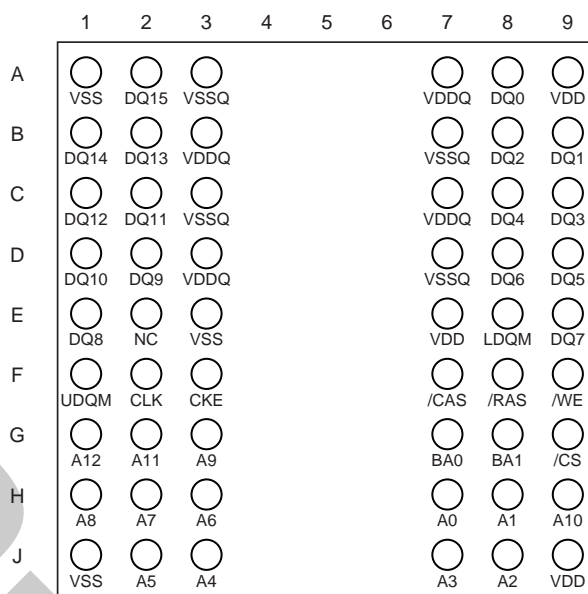 1 2 3 4 5 6 7 8 9
A
VSS DQ15 VSSQ VDDQ DQ0 VDD
B
DQ14 DQ13 VDDQ VSSQ DQ2 DQ1
C
DQ12 DQ11 VSSQ VDDQ DQ4 DQ3
D
DQ10 DQ9 VDDQ VSSQ DQ6 DQ5
E
DQ8 NC VSS VDD LDQM DQ7
F
UDQM CLK CKE /CAS /RAS /WE
G
A12 A11 A9 BA0 BA1 /CS
H
A8 A7 A6 A0 A1 A10
J
VSS A5 A4 A3 A2 VDD